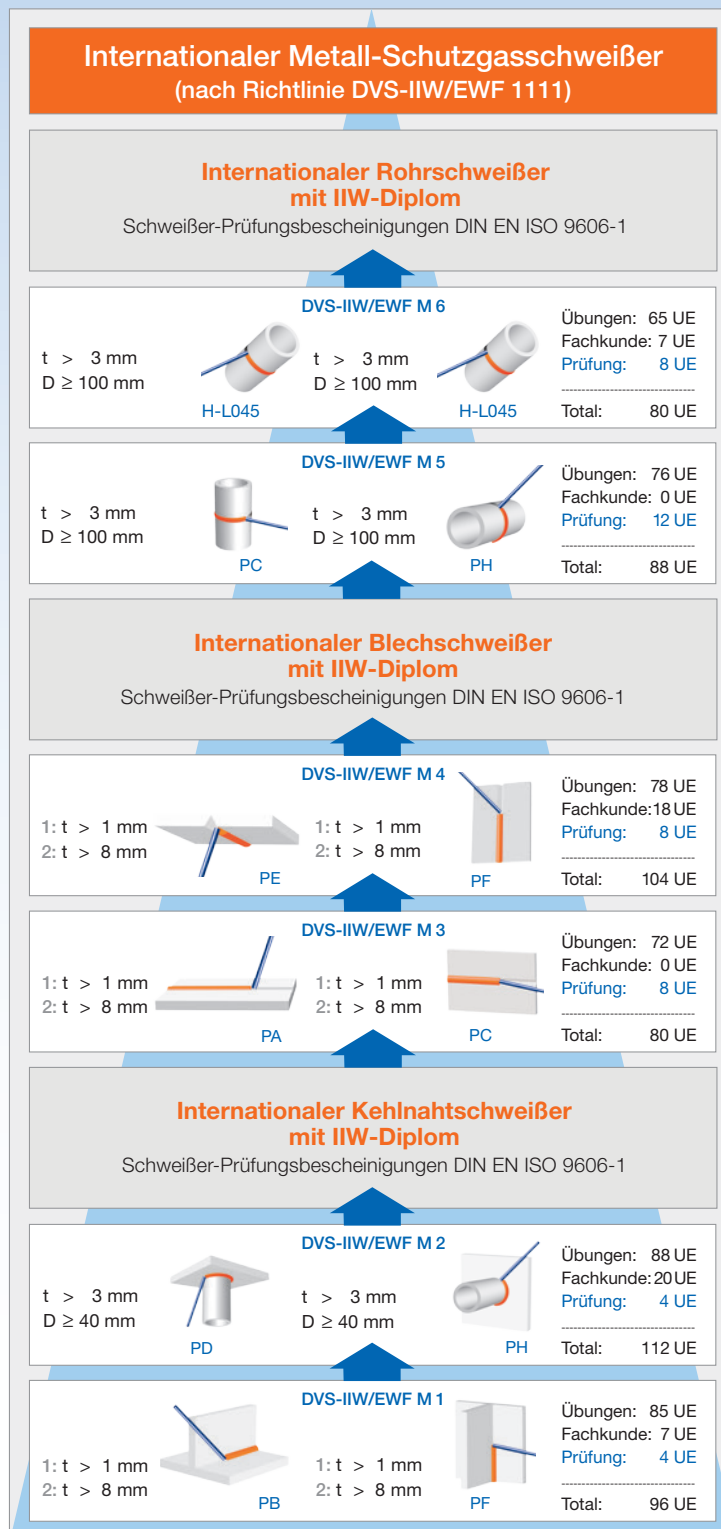 Internationaler Metall-Schutzgasschweißer
(nach Richtlinie DVS-IIW/EWF 1111)
Internationaler Rohrschweißer
mit IIW-Diplom
Schweißer-Prüfungsbescheinigungen DIN EN ISO 9606-1
DVS-IIW/EWF M 6
t > 3 mm
D ≥ 100 mm
H-L045
t > 3 mm
D ≥ 100 mm
H-L045
Übungen: 65 UE
Fachkunde: 7 UE
Prüfung: 8 UE
---------------------------------
Total: 80 UE
DVS-IIW/EWF M 5
t > 3 mm
D ≥ 100 mm
PC
t > 3 mm
D ≥ 100 mm
PH
Übungen: 76 UE
Fachkunde: 0 UE
Prüfung: 12 UE
---------------------------------
Total: 88 UE
Internationaler Blechschweißer
mit IIW-Diplom
Schweißer-Prüfungsbescheinigungen DIN EN ISO 9606-1
DVS-IIW/EWF M 4
1: t > 1 mm
2: t > 8 mm
PE
1: t > 1 mm
2: t > 8 mm
PF
Übungen: 78 UE
Fachkunde:18 UE
Prüfung: 8 UE
---------------------------------
Total: 104 UE
DVS-IIW/EWF M 3
1: t > 1 mm
2: t > 8 mm
PA
1: t > 1 mm
2: t > 8 mm
PC
Übungen: 72 UE
Fachkunde: 0 UE
Prüfung: 8 UE
---------------------------------
Total: 80 UE
Internationaler Kehlnahtschweißer
mit IIW-Diplom
Schweißer-Prüfungsbescheinigungen DIN EN ISO 9606-1
DVS-IIW/EWF M 2
t > 3 mm
D ≥ 40 mm
PD
t > 3 mm
D ≥ 40 mm
PH
Übungen: 88 UE
Fachkunde:20 UE
Prüfung: 4 UE
---------------------------------
Total: 112 UE
DVS-IIW/EWF M 1
1: t > 1 mm
2: t > 8 mm
PB
1: t > 1 mm
2: t > 8 mm
PF
Übungen: 85 UE
Fachkunde: 7 UE
Prüfung: 4 UE
---------------------------------
Total: 96 UE